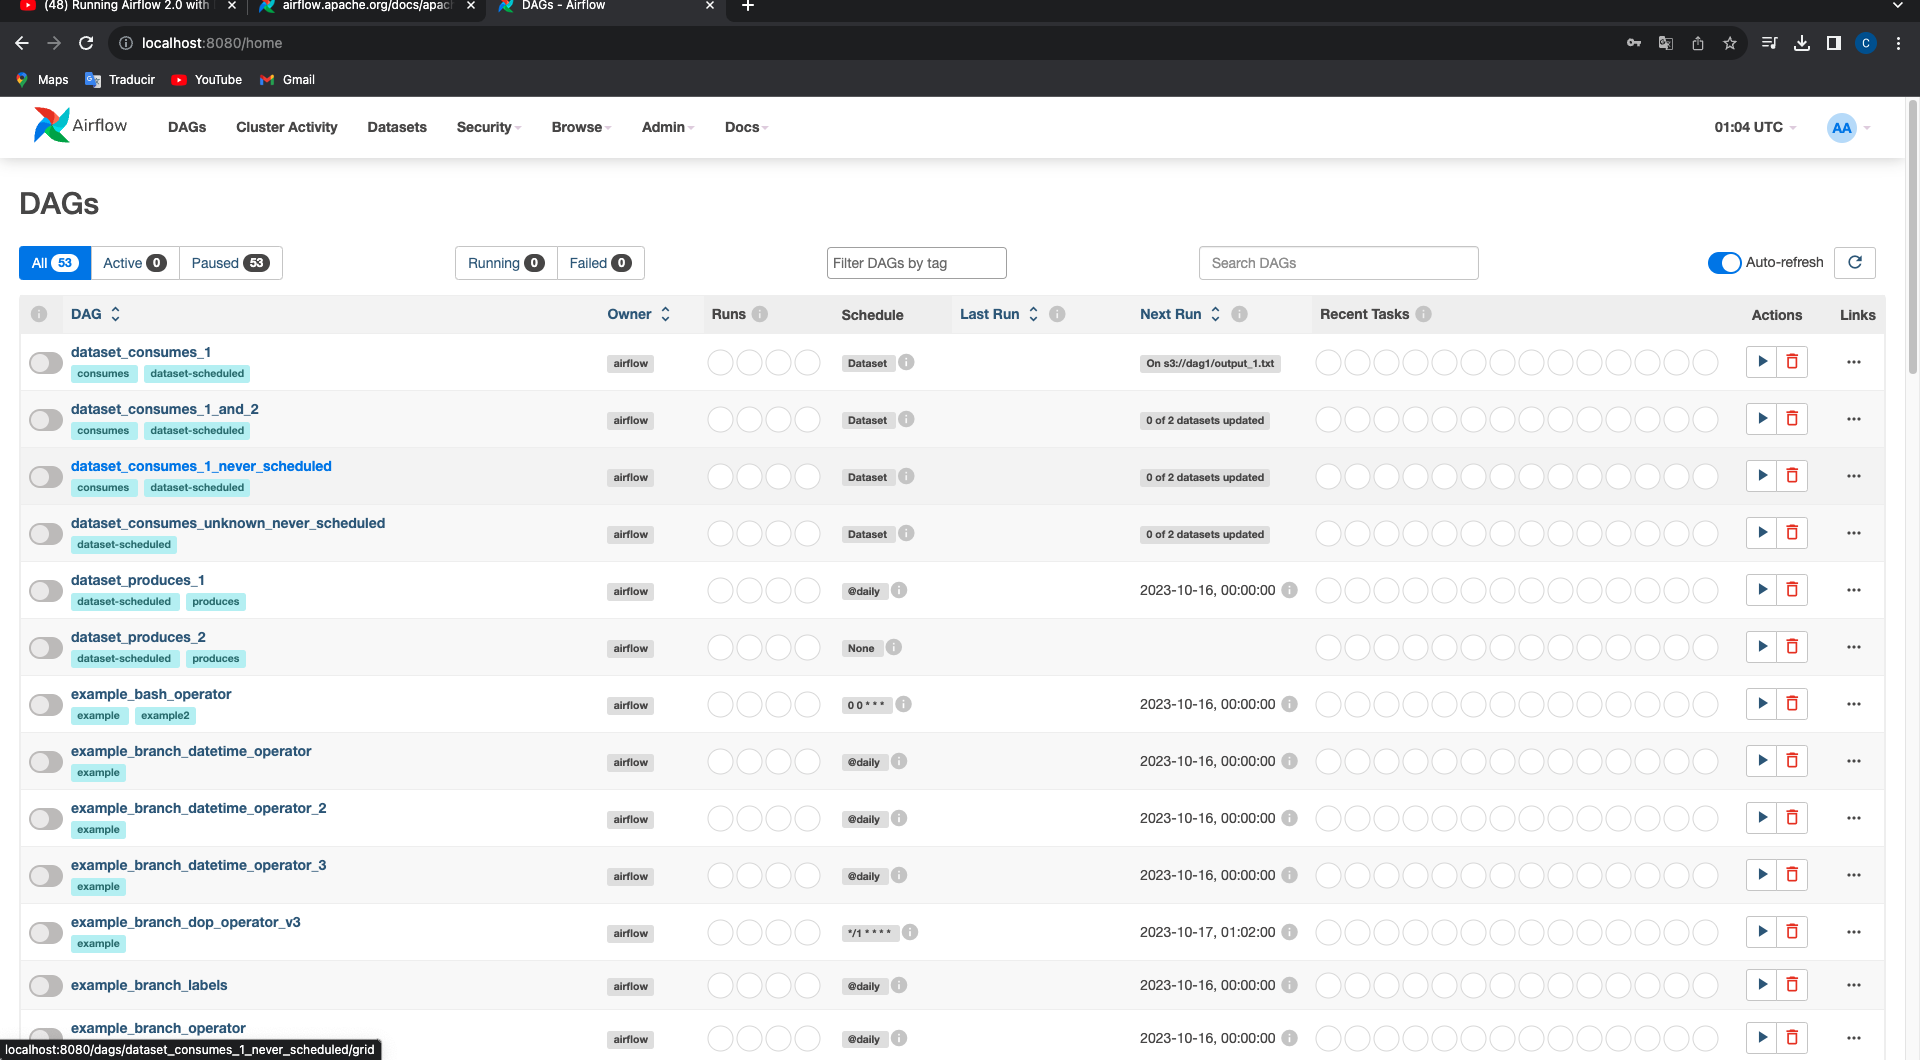 (48) Running Airflow 2.0 with
airflow.apache.org/docs/apac
DAGs - Airflow
localhost:8080/home
C
Maps Traducir YouTube Gmail
Airflow DAGs Cluster Activity Datasets Security Browse Admin Docs 01:04 UTC AA
DAGs
All 53 Active 0 Paused 53 Running 0 Failed 0 Filter DAGs by tag Search DAGs Auto-refresh
DAG Owner Runs Schedule Last Run Next Run Recent Tasks Actions Links
dataset_consumes_1
consumes dataset-scheduled airflow Dataset On s3://dag1/output_1.txt
dataset_consumes_1_and_2
consumes dataset-scheduled airflow Dataset 0 of 2 datasets updated
dataset_consumes_1_never_scheduled
consumes dataset-scheduled airflow Dataset 0 of 2 datasets updated
dataset_consumes_unknown_never_scheduled
dataset-scheduled airflow Dataset 0 of 2 datasets updated
dataset_produces_1
dataset-scheduled produces airflow @daily 2023-10-16, 00:00:00
dataset_produces_2
dataset-scheduled produces airflow None
example_bash_operator
example example2 airflow 0 0 * * * 2023-10-16, 00:00:00
example_branch_datetime_operator
example airflow @daily 2023-10-16, 00:00:00
example_branch_datetime_operator_2
example airflow @daily 2023-10-16, 00:00:00
example_branch_datetime_operator_3
example airflow @daily 2023-10-16, 00:00:00
example_branch_dop_operator_v3
example airflow */1 * * * * 2023-10-17, 01:02:00
example_branch_labels airflow @daily 2023-10-16, 00:00:00
example_branch_operator airflow @daily 2023-10-16, 00:00:00
localhost:8080/dags/dataset_consumes_1_never_scheduled/grid